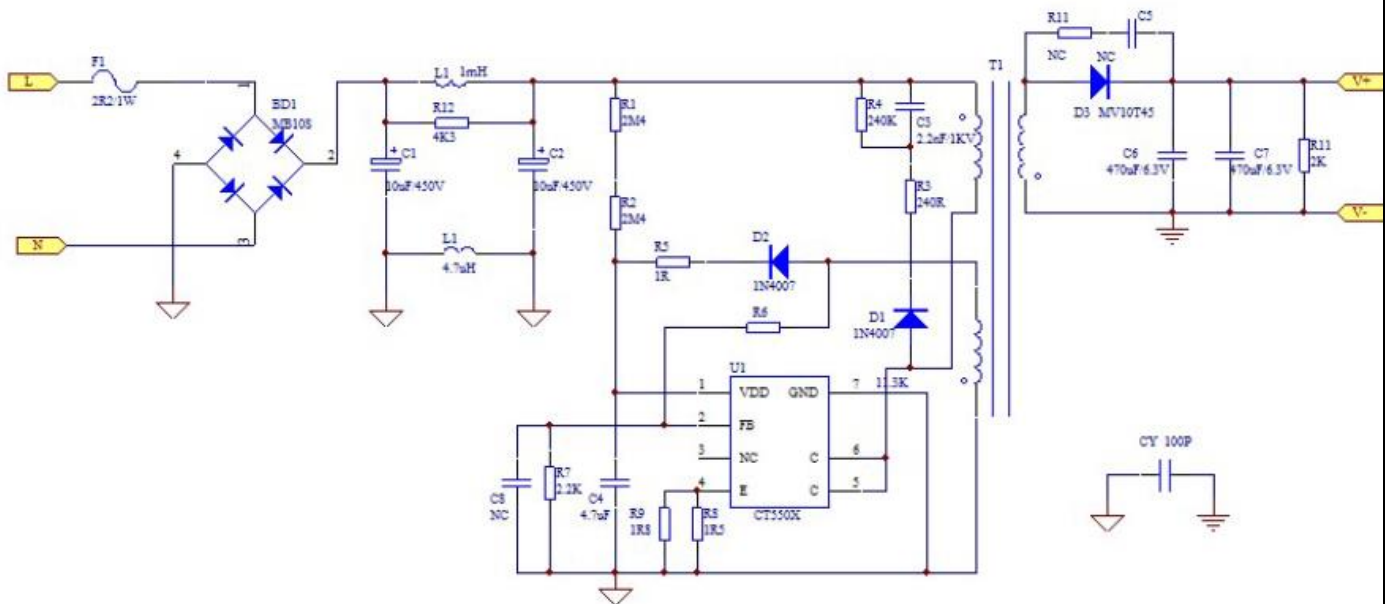 L
F1
2R2/1W
1
BD1
MB10S
4
2
3
N
L1 1mH
R12
4K3
C1
10uF/450V
C2
10uF/450V
L1
4.7uH
R1
2M4
R2
2M4
R4
240K
C3
2.2nF/1KV
R3
240R
R5
1R
D2
1N4007
R6
D1
1N4007
11.3K
T1
R11
NC
C5
NC
D3 MV10T45
C6
470uF/6.3V
C7
470uF/6.3V
R11
2K
V+
V-
U1
1 VDD GND 7
2 FB
3 NC C 6
4 E C 5
CT550X
C8
NC
R7
2.2K
C4
4.7uF
R9
1R8
R8
1R5
CY 100P